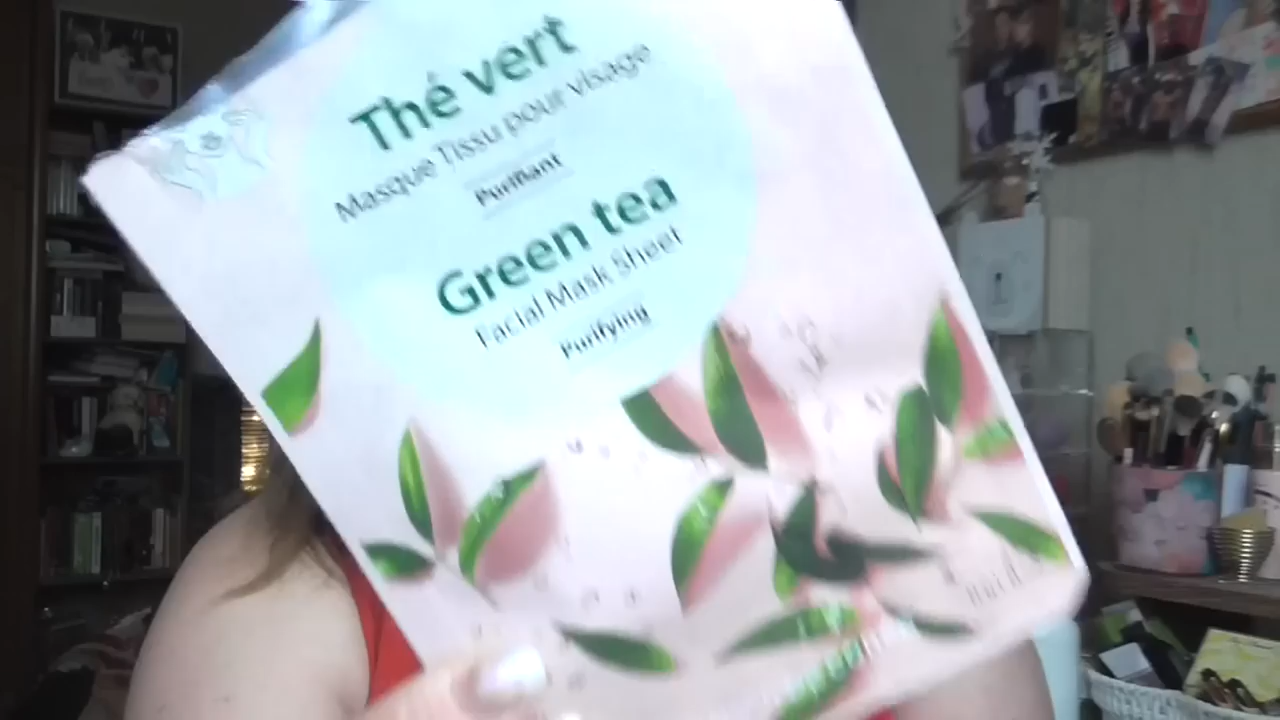 Thé vert
Masque Tissu pour visage
Purifiant
Green tea
Facial Mask Sheet
Purifying